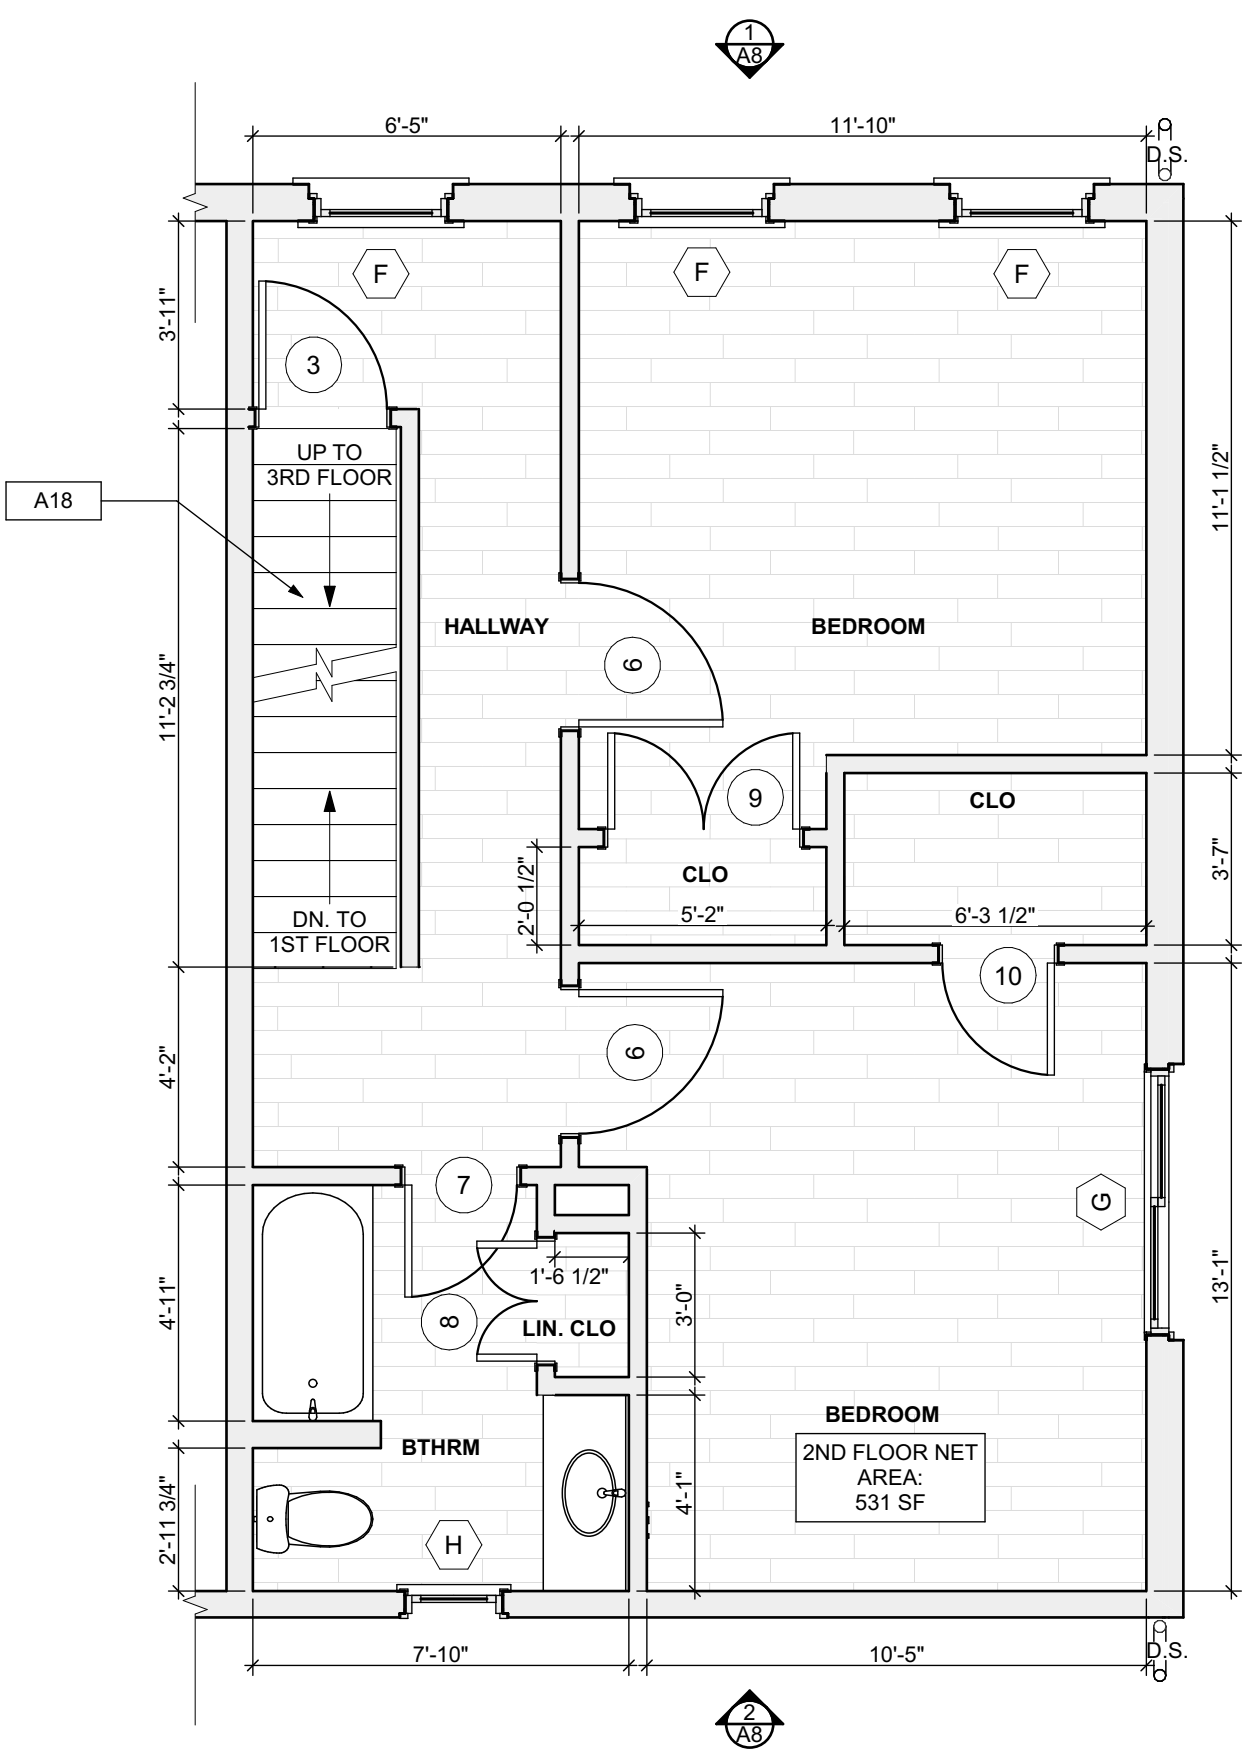 1
A8
6'-5"
11'-10"
D.S.
F
F
F
3'-11"
3
UP TO
3RD FLOOR
A18
11'-1 1/2"
HALLWAY
BEDROOM
6
11'-2 3/4"
9
CLO
CLO
3'-7"
2'-0 1/2"
5'-2"
6'-3 1/2"
DN. TO
1ST FLOOR
10
6
4'-2"
7
G
1'-6 1/2"
4'-11"
8
LIN. CLO
3'-0"
13'-1"
BEDROOM
BTHRM
2ND FLOOR NET
AREA:
531 SF
4'-1"
2'-11 3/4"
H
7'-10"
10'-5"
D.S.
2
A8